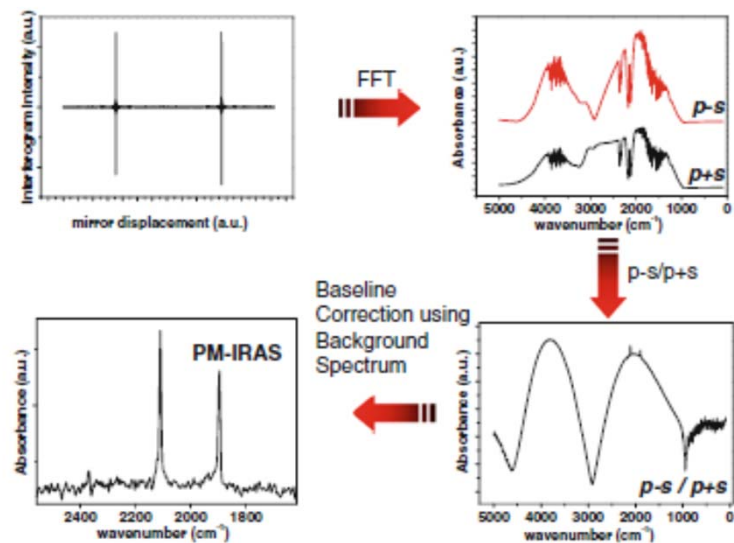 Interferogram Intensity (a.u.)
mirror displacement (a.u.)
FFT
Absorbance (a.u.)
p-s
p+s
5000 4000 3000 2000 1000 0
wavenumber (cm⁻¹)
p-s/p+s
Baseline
Correction using
Background
Spectrum
PM-IRAS
Absorbance (a.u.)
2400 2200 2000 1800
wavenumber (cm⁻¹)
Absorbance (a.u.)
p-s / p+s
5000 4000 3000 2000 1000 0
wavenumber (cm⁻¹)